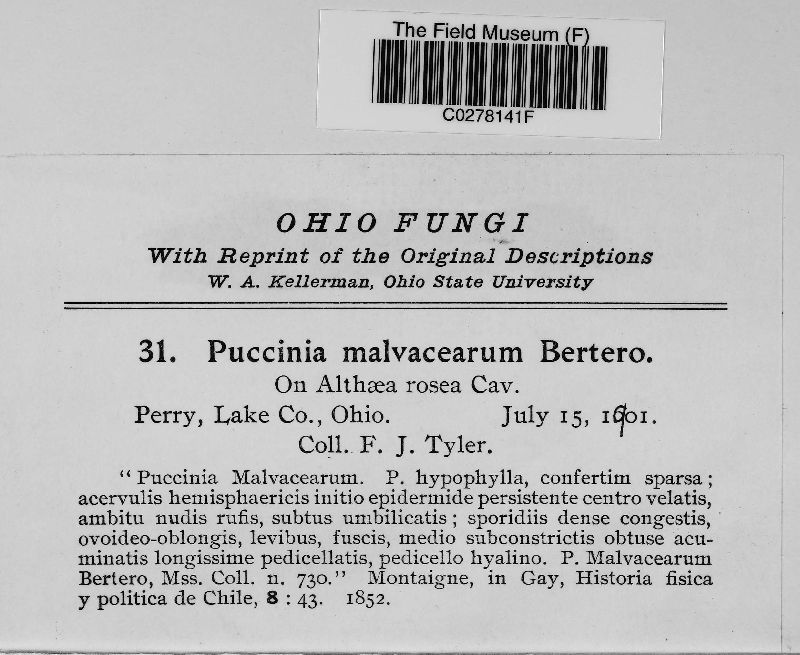 The Field Museum (F)
C0278141F
OHIO FUNGI
With Reprint of the Original Descriptions
W. A. Kellerman, Ohio State University
31. Puccinia malvacearum Bertero.
On Althæa rosea Cav.
Perry, Lake Co., Ohio. July 15, 1901.
Coll. F. J. Tyler.
“Puccinia Malvacearum. P. hypophylla, confertim sparsa;
acervulis hemisphaericis initio epidermide persistente centro velatis,
ambitu nudis rufis, subtus umbilicatis; sporidiis dense congestis,
ovoideo-oblongis, levibus, fuscis, medio subconstrictis obtuse acu-
minatis longissime pedicellatis, pedicello hyalino. P. Malvacearum
Bertero, Mss. Coll. n. 730.” Montaigne, in Gay, Historia fisica
y politica de Chile, 8 : 43. 1852.